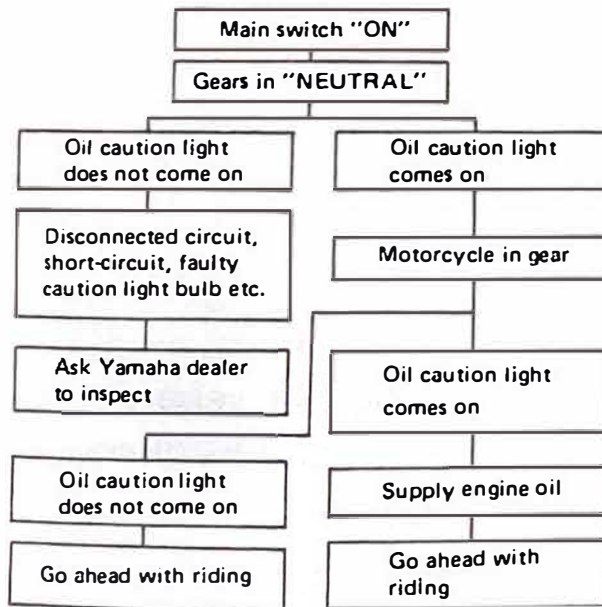 Main switch "ON"
Gears in "NEUTRAL"
Oil caution light
does not come on
Oil caution light
comes on
Disconnected circuit,
short-circuit, faulty
caution light bulb etc.
Motorcycle in gear
Ask Yamaha dealer
to inspect
Oil caution light
comes on
Oil caution light
does not come on
Supply engine oil
Go ahead with riding
Go ahead with
riding